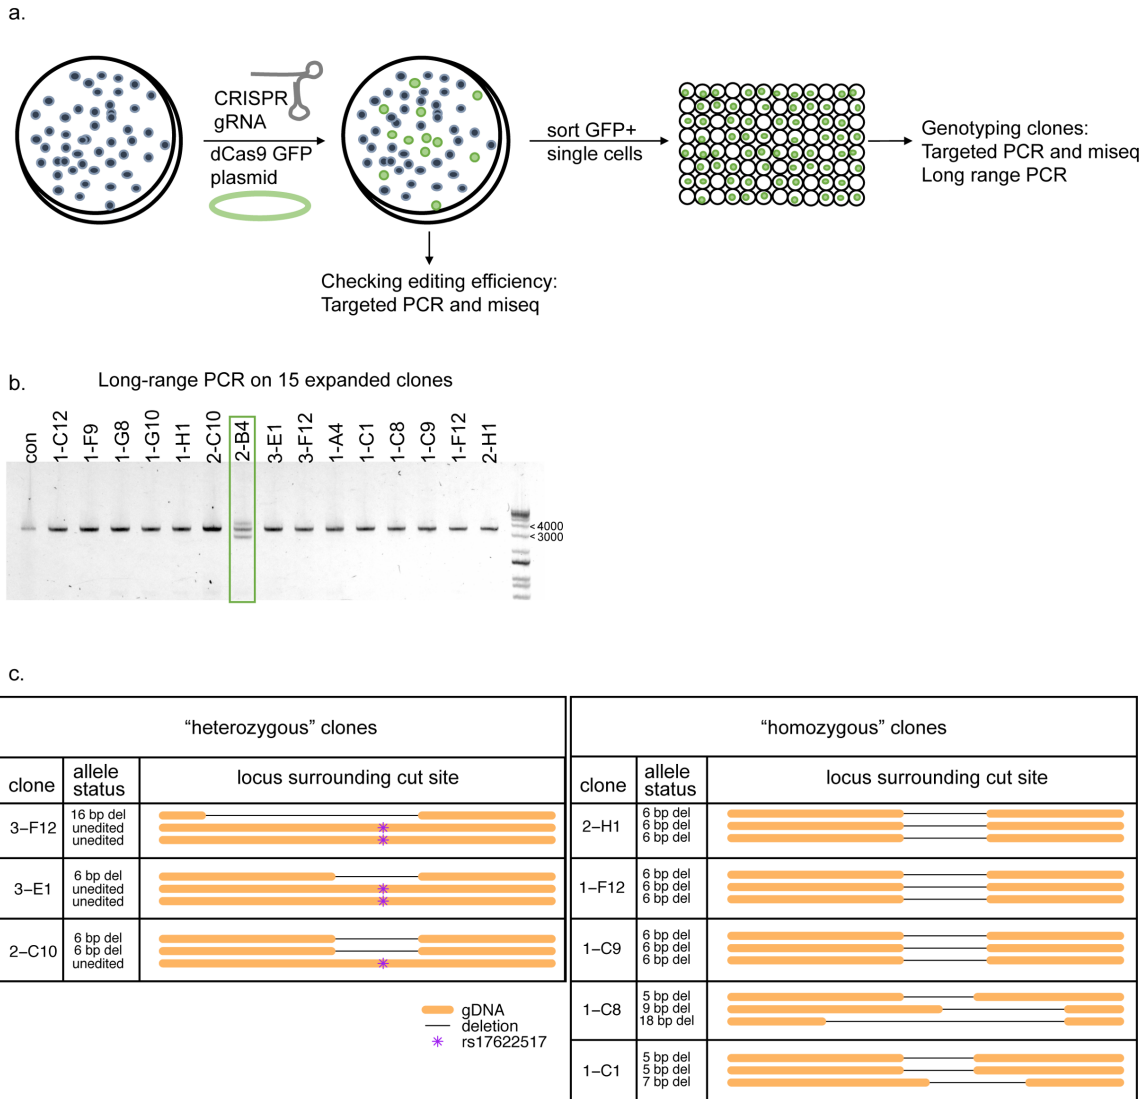 a.
CRISPR
gRNA
dCas9 GFP
plasmid
sort GFP+
single cells
Genotyping clones:
Targeted PCR and miseq
Long range PCR
Checking editing efficiency:
Targeted PCR and miseq
b.
Long-range PCR on 15 expanded clones
con
1-C12
1-F9
1-G8
1-G10
1-H1
2-C10
2-B4
3-E1
3-F12
1-A4
1-C1
1-C8
1-C9
1-F12
2-H1
< 4000
< 3000
c.
“heterozygous” clones
clone
allele
status
locus surrounding cut site
3−F12
16 bp del
unedited
unedited
3−E1
6 bp del
unedited
unedited
2−C10
6 bp del
6 bp del
unedited
gDNA
deletion
rs17622517
“homozygous” clones
clone
allele
status
locus surrounding cut site
2−H1
6 bp del
6 bp del
6 bp del
1−F12
6 bp del
6 bp del
6 bp del
1−C9
6 bp del
6 bp del
6 bp del
1−C8
5 bp del
9 bp del
18 bp del
1−C1
5 bp del
5 bp del
7 bp del